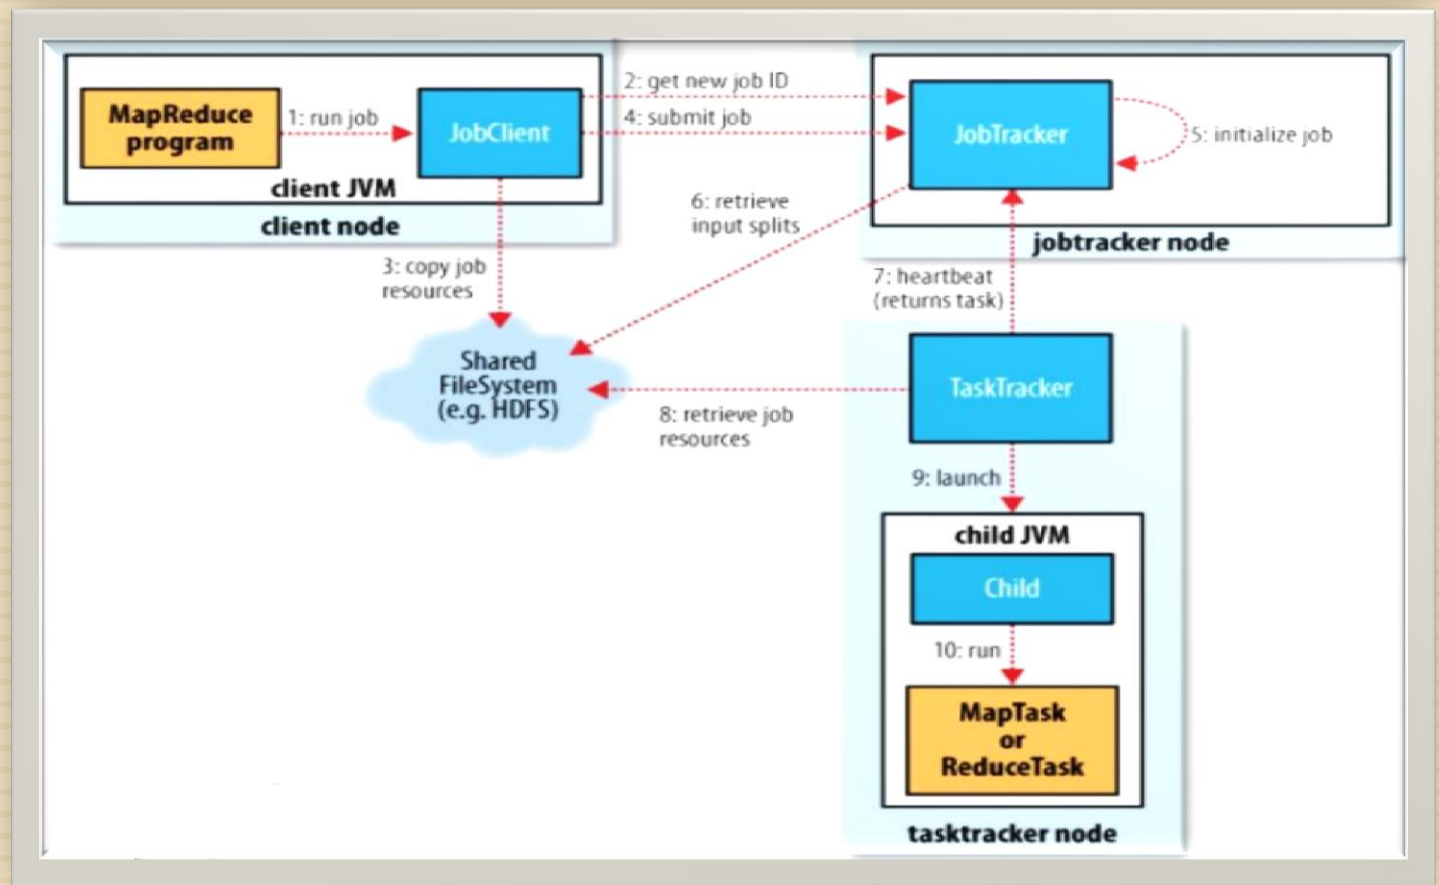 MapReduce
program
1: run job
JobClient
client JVM
client node
2: get new job ID
4: submit job
JobTracker
5: initialize job
jobtracker node
3: copy job
resources
6: retrieve
input splits
7: heartbeat
(returns task)
Shared
FileSystem
(e.g. HDFS)
8: retrieve job
resources
TaskTracker
9: launch
child JVM
Child
10: run
MapTask
or
ReduceTask
tasktracker node